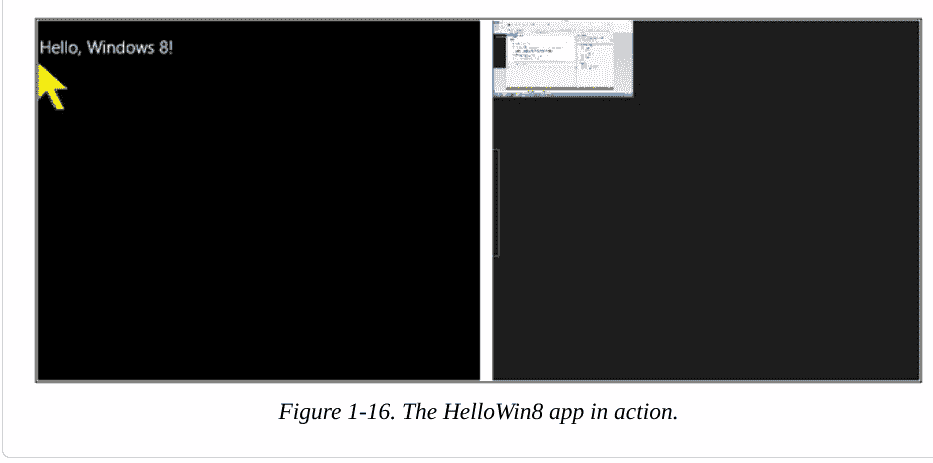 Hello, Windows 8!
Figure 1-16. The HelloWin8 app in action.